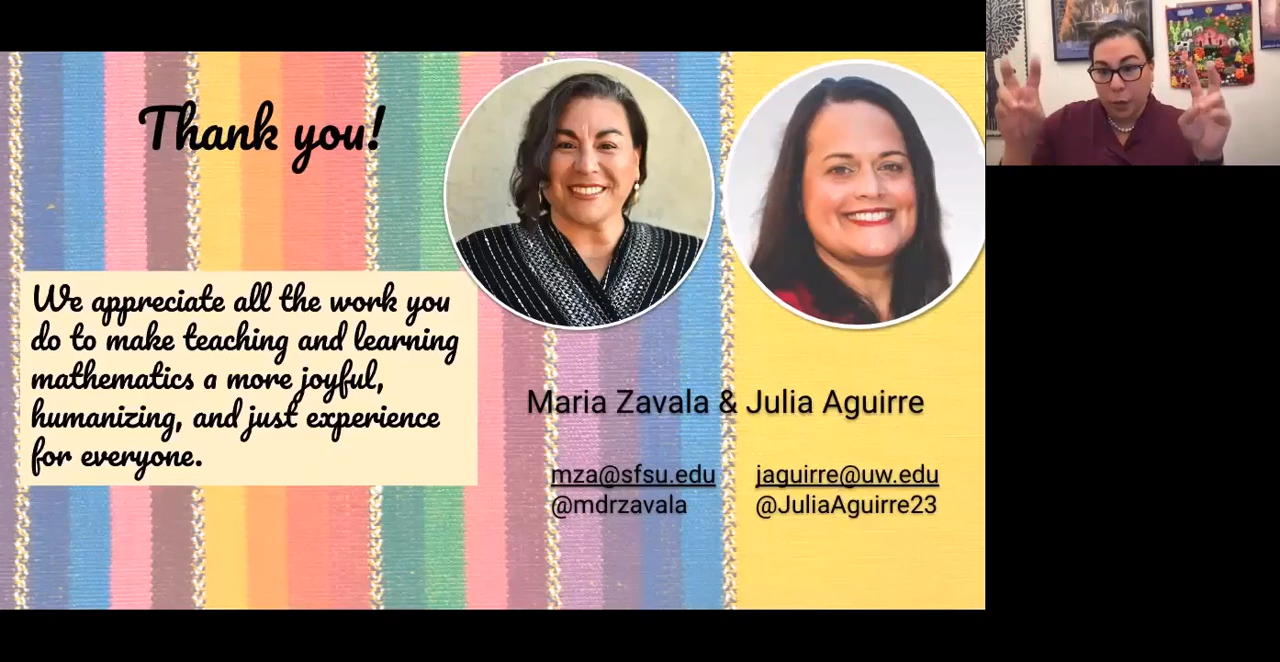 Thank you!
We appreciate all the work you
do to make teaching and learning
mathematics a more joyful,
humanizing, and just experience
for everyone.
Maria Zavala & Julia Aguirre
mza@sfsu.edu
@mdrzavala
jaguirre@uw.edu
@JuliaAguirre23